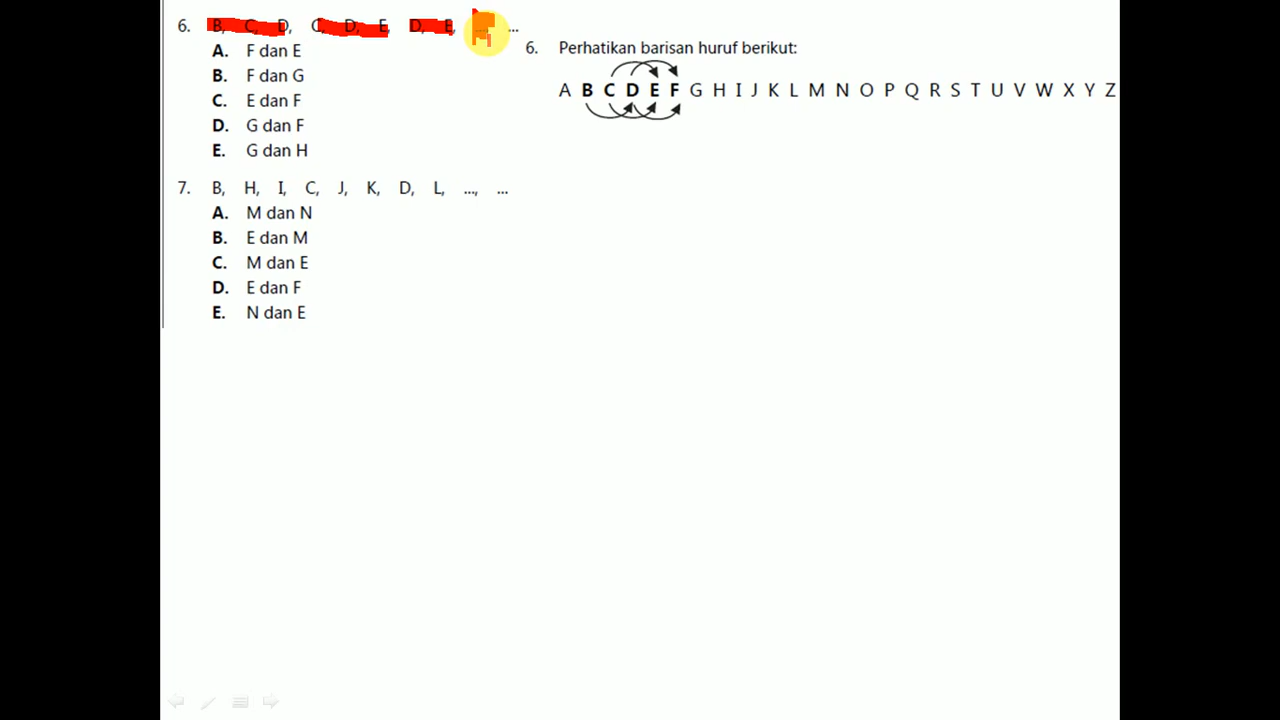 6. B, C, D, C, D, E, D, E, ..., ...
A. F dan E
B. F dan G
C. E dan F
D. G dan F
E. G dan H
7. B, H, I, C, J, K, D, L, ..., ...
A. M dan N
B. E dan M
C. M dan E
D. E dan F
E. N dan E
6. Perhatikan barisan huruf berikut:
A B C D E F G H I J K L M N O P Q R S T U V W X Y Z